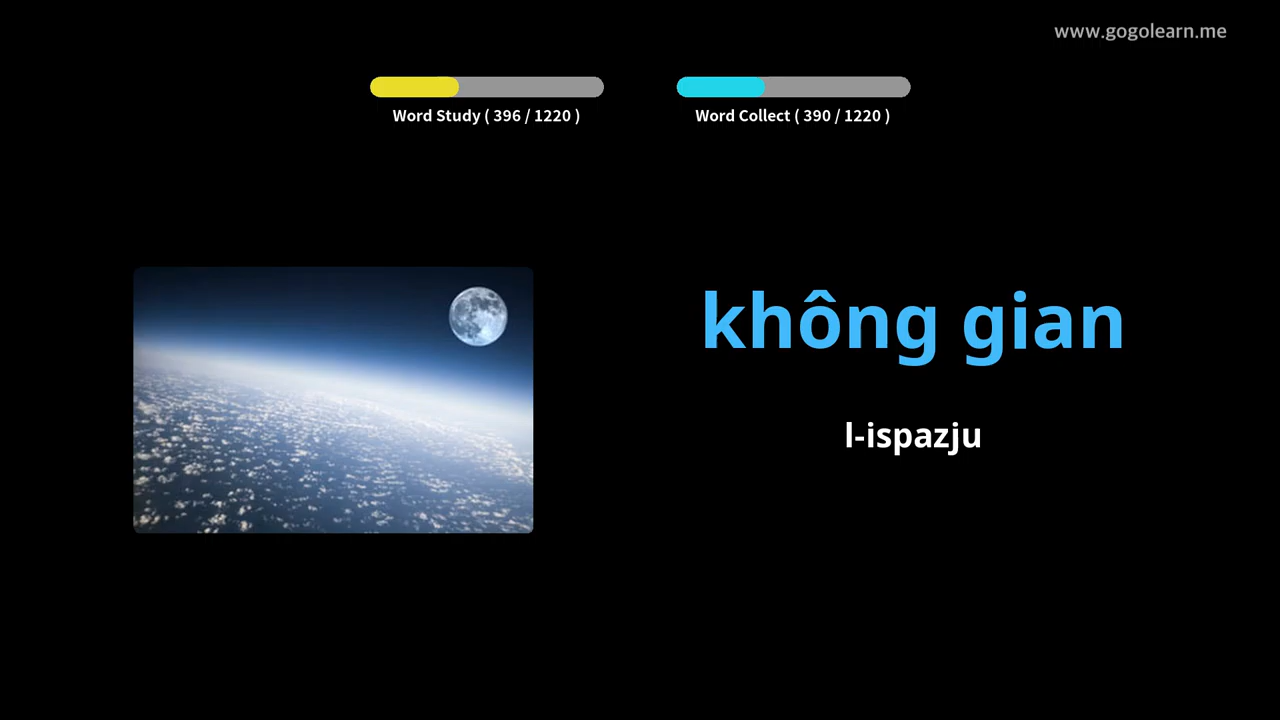 www.gogolearn.me
Word Study ( 396 / 1220 )
Word Collect ( 390 / 1220 )
không gian
l-ispazju